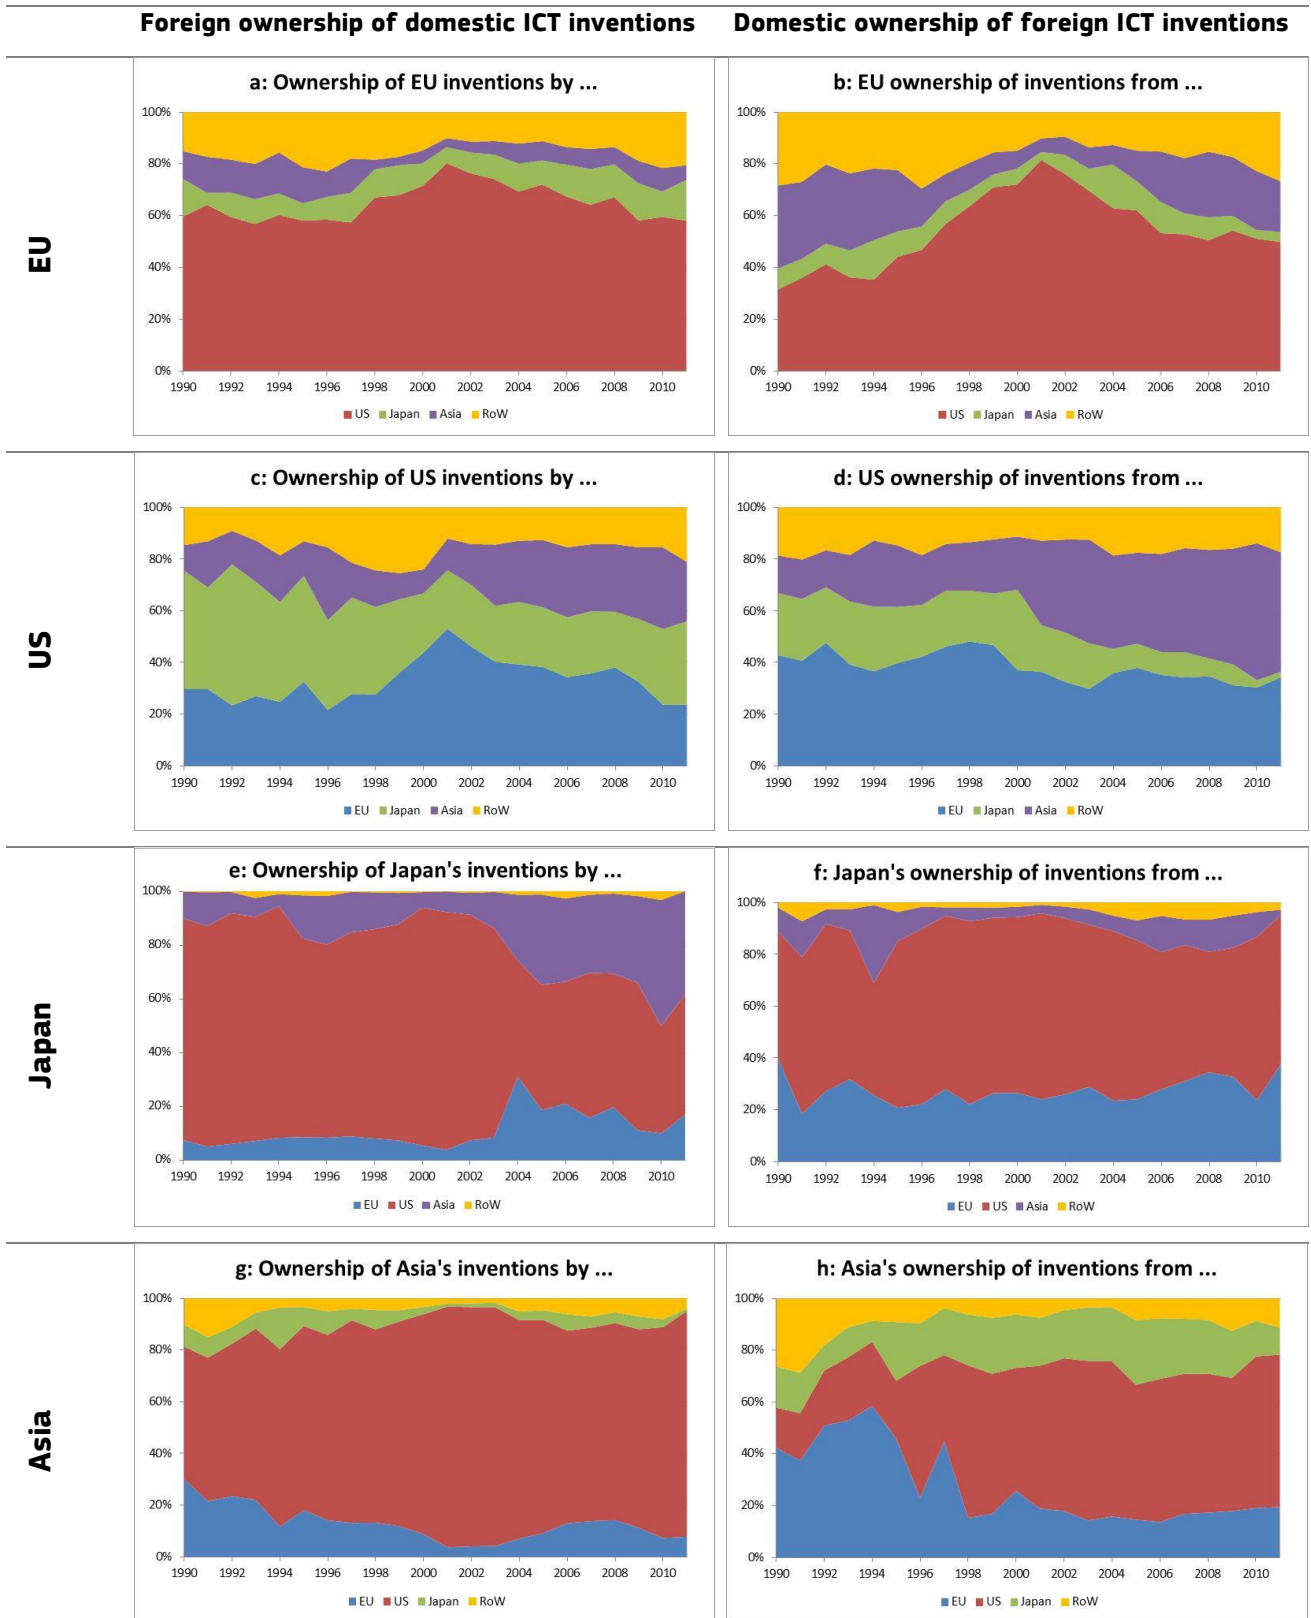 Foreign ownership of domestic ICT inventions
Domestic ownership of foreign ICT inventions
EU
a: Ownership of EU inventions by ...
100%
80%
60%
40%
20%
0%
1990 1992 1994 1996 1998 2000 2002 2004 2006 2008 2010
US Japan Asia RoW
b: EU ownership of inventions from ...
100%
80%
60%
40%
20%
0%
1990 1992 1994 1996 1998 2000 2002 2004 2006 2008 2010
US Japan Asia RoW
US
c: Ownership of US inventions by ...
100%
80%
60%
40%
20%
0%
1990 1992 1994 1996 1998 2000 2002 2004 2006 2008 2010
EU Japan Asia RoW
d: US ownership of inventions from ...
100%
80%
60%
40%
20%
0%
1990 1992 1994 1996 1998 2000 2002 2004 2006 2008 2010
EU Japan Asia RoW
Japan
e: Ownership of Japan's inventions by ...
100%
80%
60%
40%
20%
0%
1990 1992 1994 1996 1998 2000 2002 2004 2006 2008 2010
EU US Asia RoW
f: Japan's ownership of inventions from ...
100%
80%
60%
40%
20%
0%
1990 1992 1994 1996 1998 2000 2002 2004 2006 2008 2010
EU US Asia RoW
Asia
g: Ownership of Asia's inventions by ...
100%
80%
60%
40%
20%
0%
1990 1992 1994 1996 1998 2000 2002 2004 2006 2008 2010
EU US Japan RoW
h: Asia's ownership of inventions from ...
100%
80%
60%
40%
20%
0%
1990 1992 1994 1996 1998 2000 2002 2004 2006 2008 2010
EU US Japan RoW